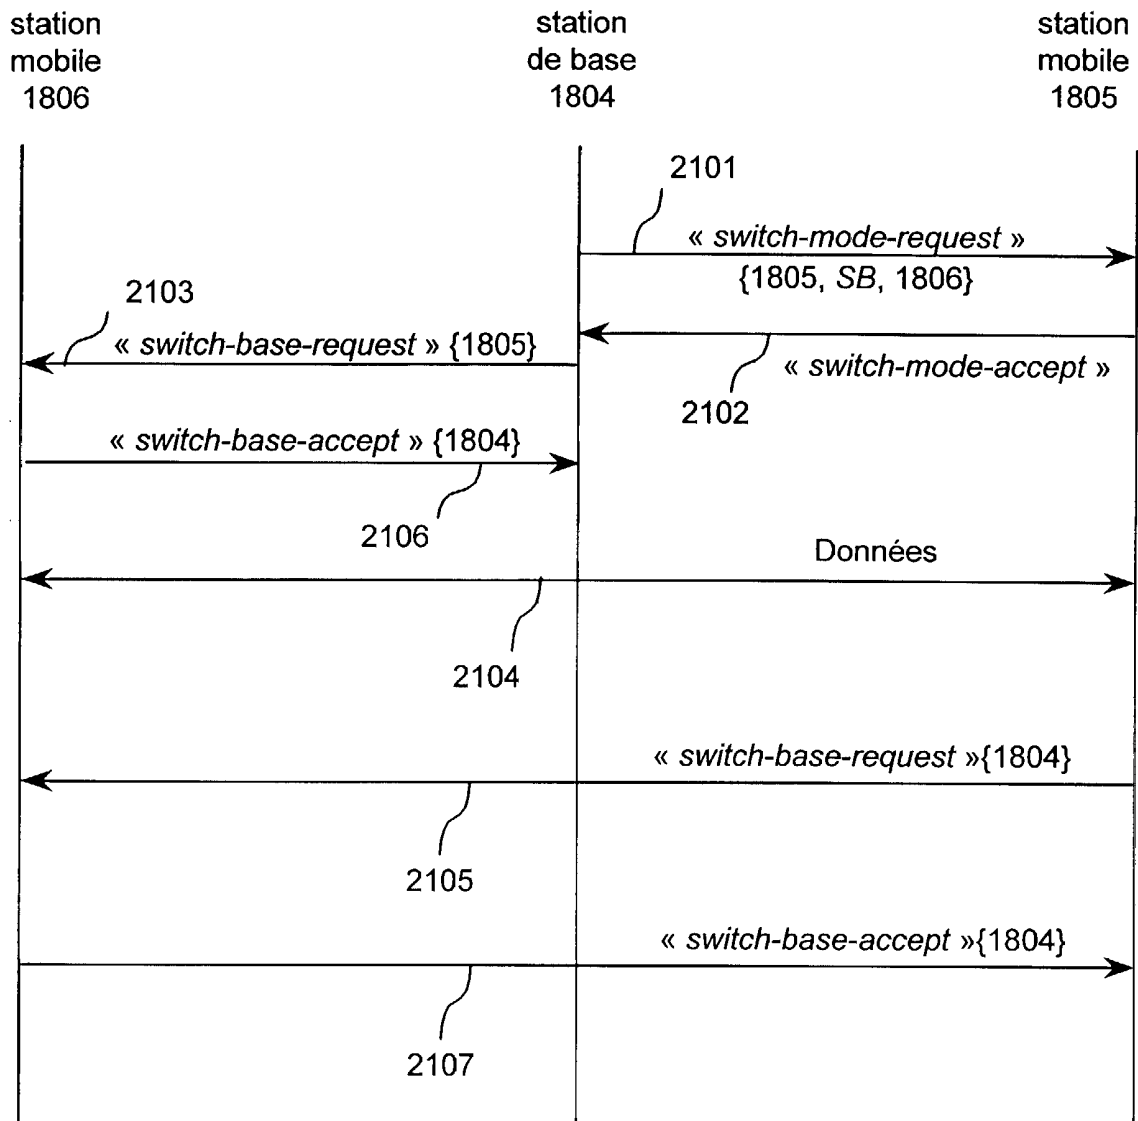 station
mobile
1806
station
de base
1804
station
mobile
1805
2101
« switch-mode-request »
{1805, SB, 1806}
2103
« switch-base-request » {1805}
« switch-mode-accept »
2102
« switch-base-accept » {1804}
2106
Données
2104
« switch-base-request »{1804}
2105
« switch-base-accept »{1804}
2107